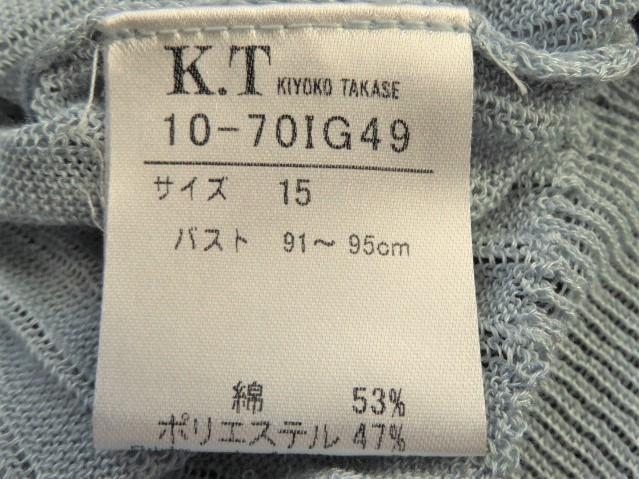 K.T KIYOKO TAKASE
10-70IG49
サイズ 15
バスト 91～95cm
綿 53%
ポリエステル 47%